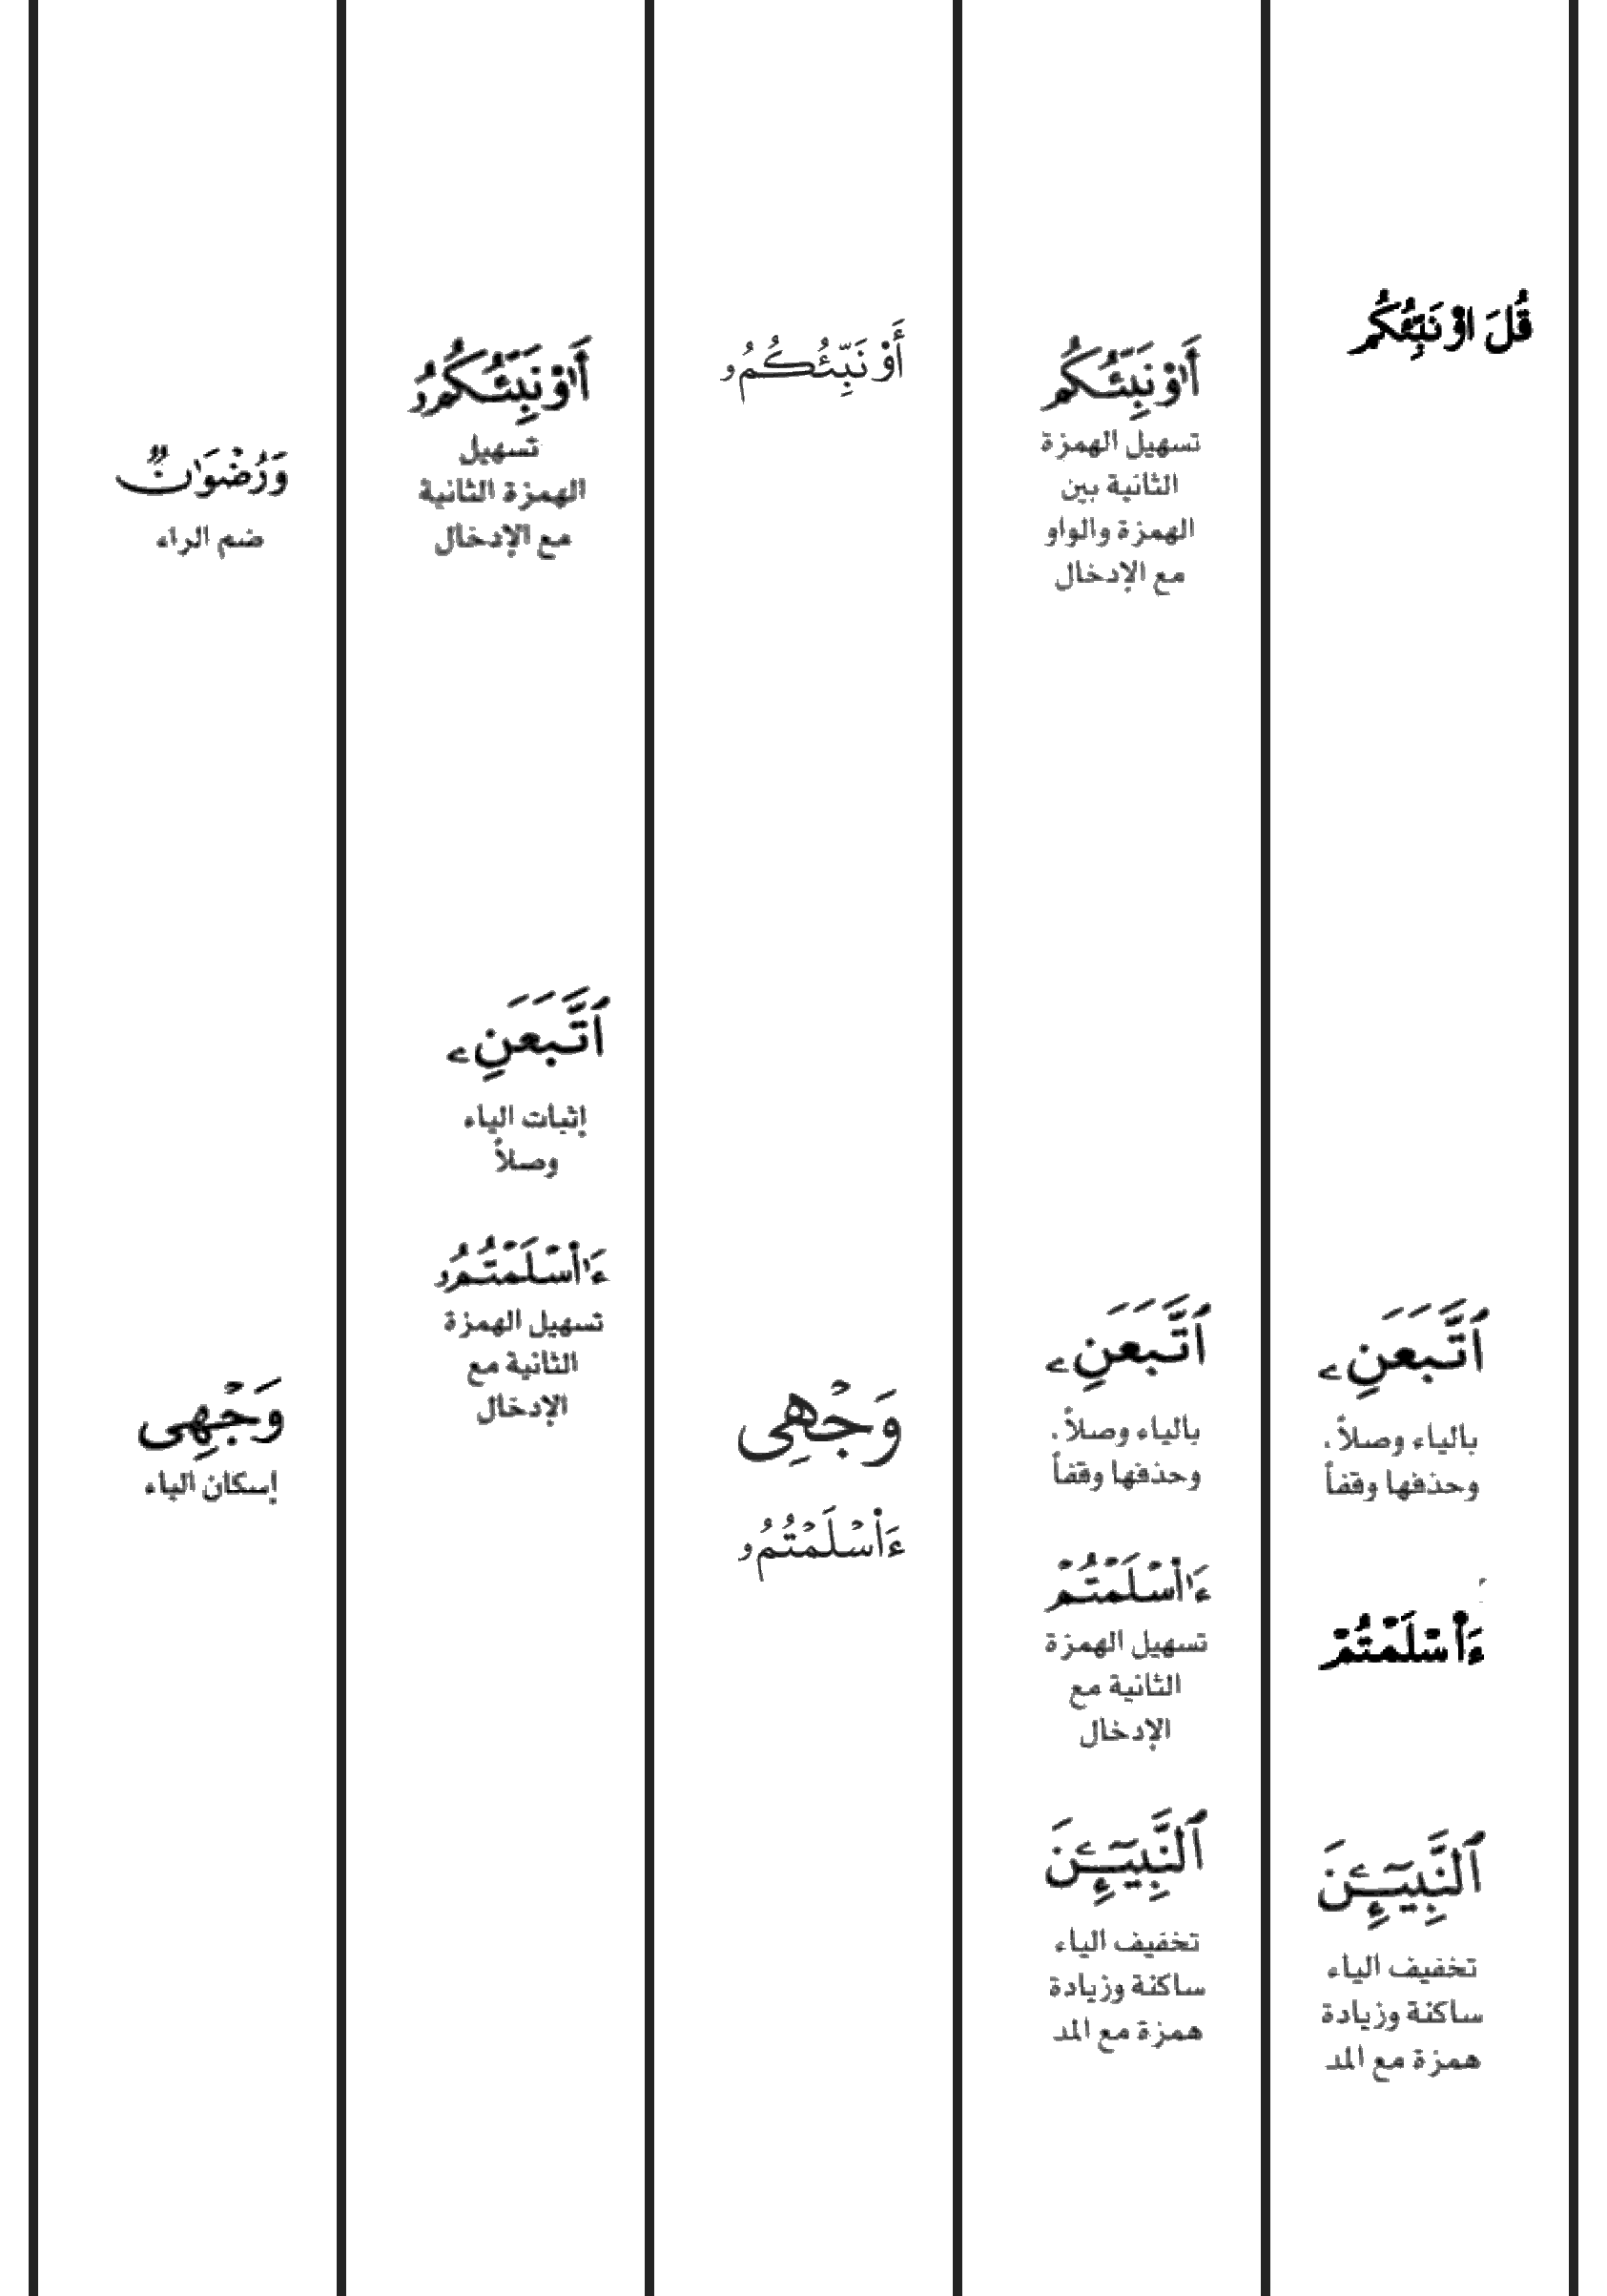 قُلَ اوْنَبِّئُكُم
ٱتَّبَعَنِۦ
بالياء وصلاً،
وحذفها وقفاً
ءَا۬سْلَمْتُمْ
ٱلنَّبِيـِٓٔنَ
تخفيف الياء
ساكنة وزيادة
همزة مع المد
أَوْ۬نَبِّئُكُم
تسهيل الهمزة
الثانية بين
الهمزة والواو
مع الإدخال
ٱتَّبَعَنِۦ
بالياء وصلاً،
وحذفها وقفاً
ءَا۬سْلَمْتُمْ
تسهيل الهمزة
الثانية مع
الإدخال
ٱلنَّبِيـِٓٔنَ
تخفيف الياء
ساكنة وزيادة
همزة مع المد
أَوْ۬نَبِّئُكُمُۥ
وَجْهِى
ءَا۬سْلَمْتُمُۥ
أَوْ۬نَبِّئُكُمُۥ
تسهيل
الهمزة الثانية
مع الإدخال
ٱتَّبَعَنِۦ
إثبات الياء
وصلاً
ءَا۬سْلَمْتُمُۥ
تسهيل الهمزة
الثانية مع
الإدخال
وَرُضْوَٰنٌ
ضم الراء
وَجْهِى
إسكان الياء